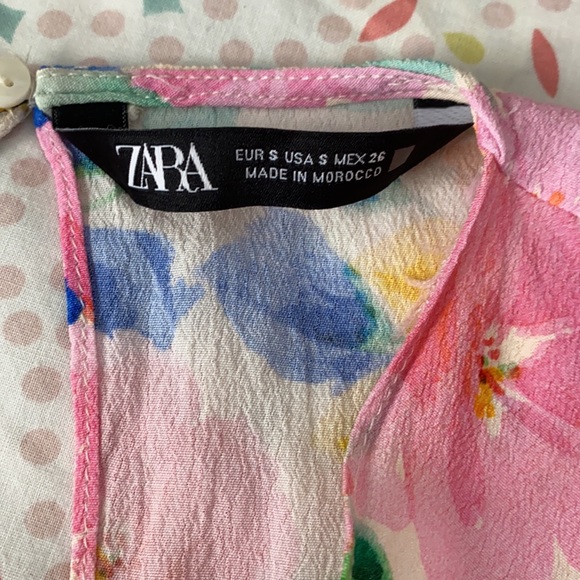 ZARA
EUR S USA S MEX 26
MADE IN MOROCCO